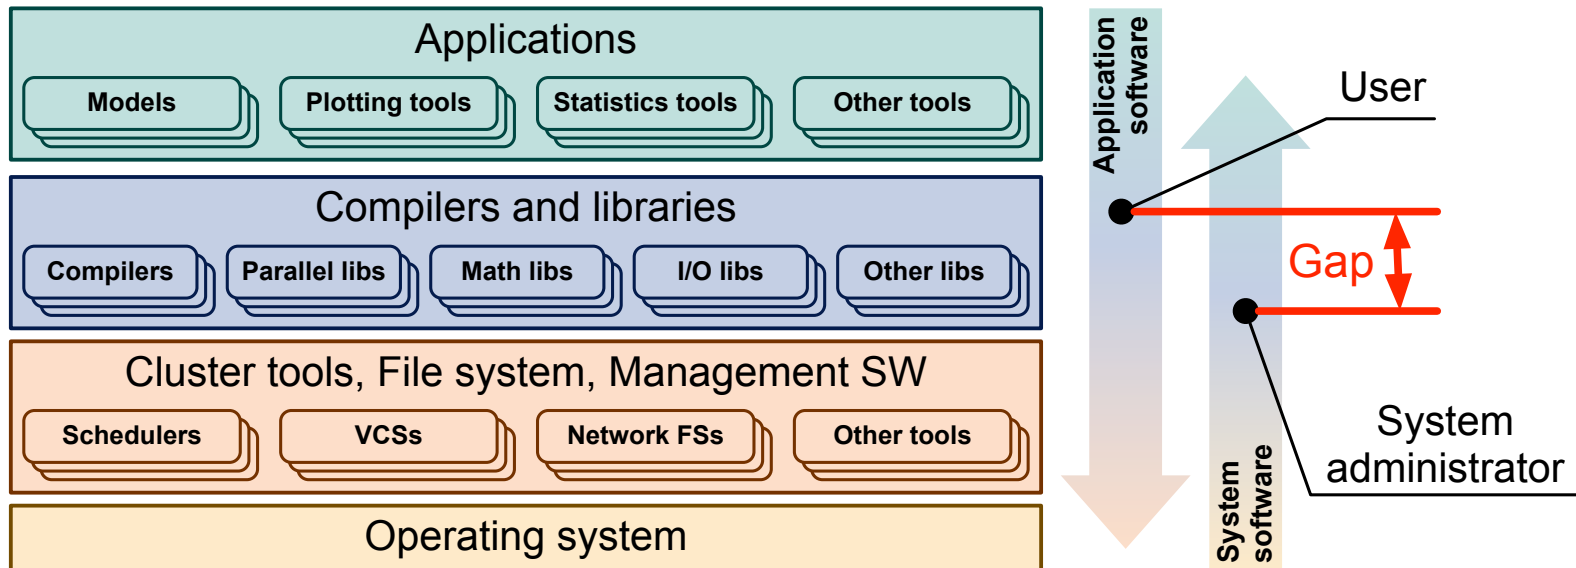 Applications
Models
Plotting tools
Statistics tools
Other tools
Compilers and libraries
Compilers
Parallel libs
Math libs
I/O libs
Other libs
Cluster tools, File system, Management SW
Schedulers
VCSs
Network FSs
Other tools
Operating system
Application
software
User
Gap
System
administrator
System
software